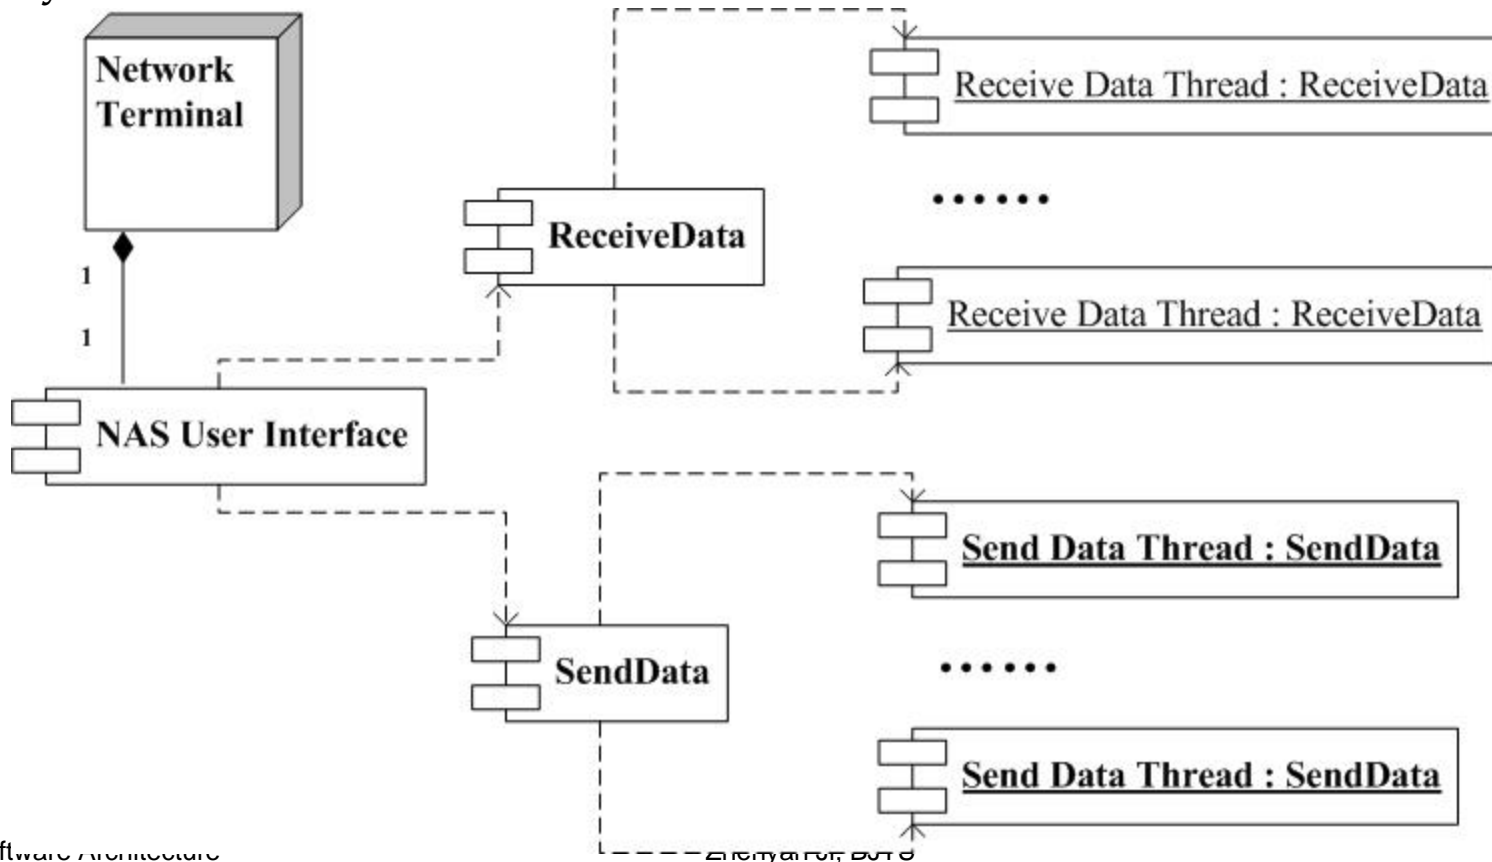 Network
Terminal
1
1
NAS User Interface
ReceiveData
Receive Data Thread : ReceiveData
......
Receive Data Thread : ReceiveData
SendData
Send Data Thread : SendData
......
Send Data Thread : SendData
Architecture